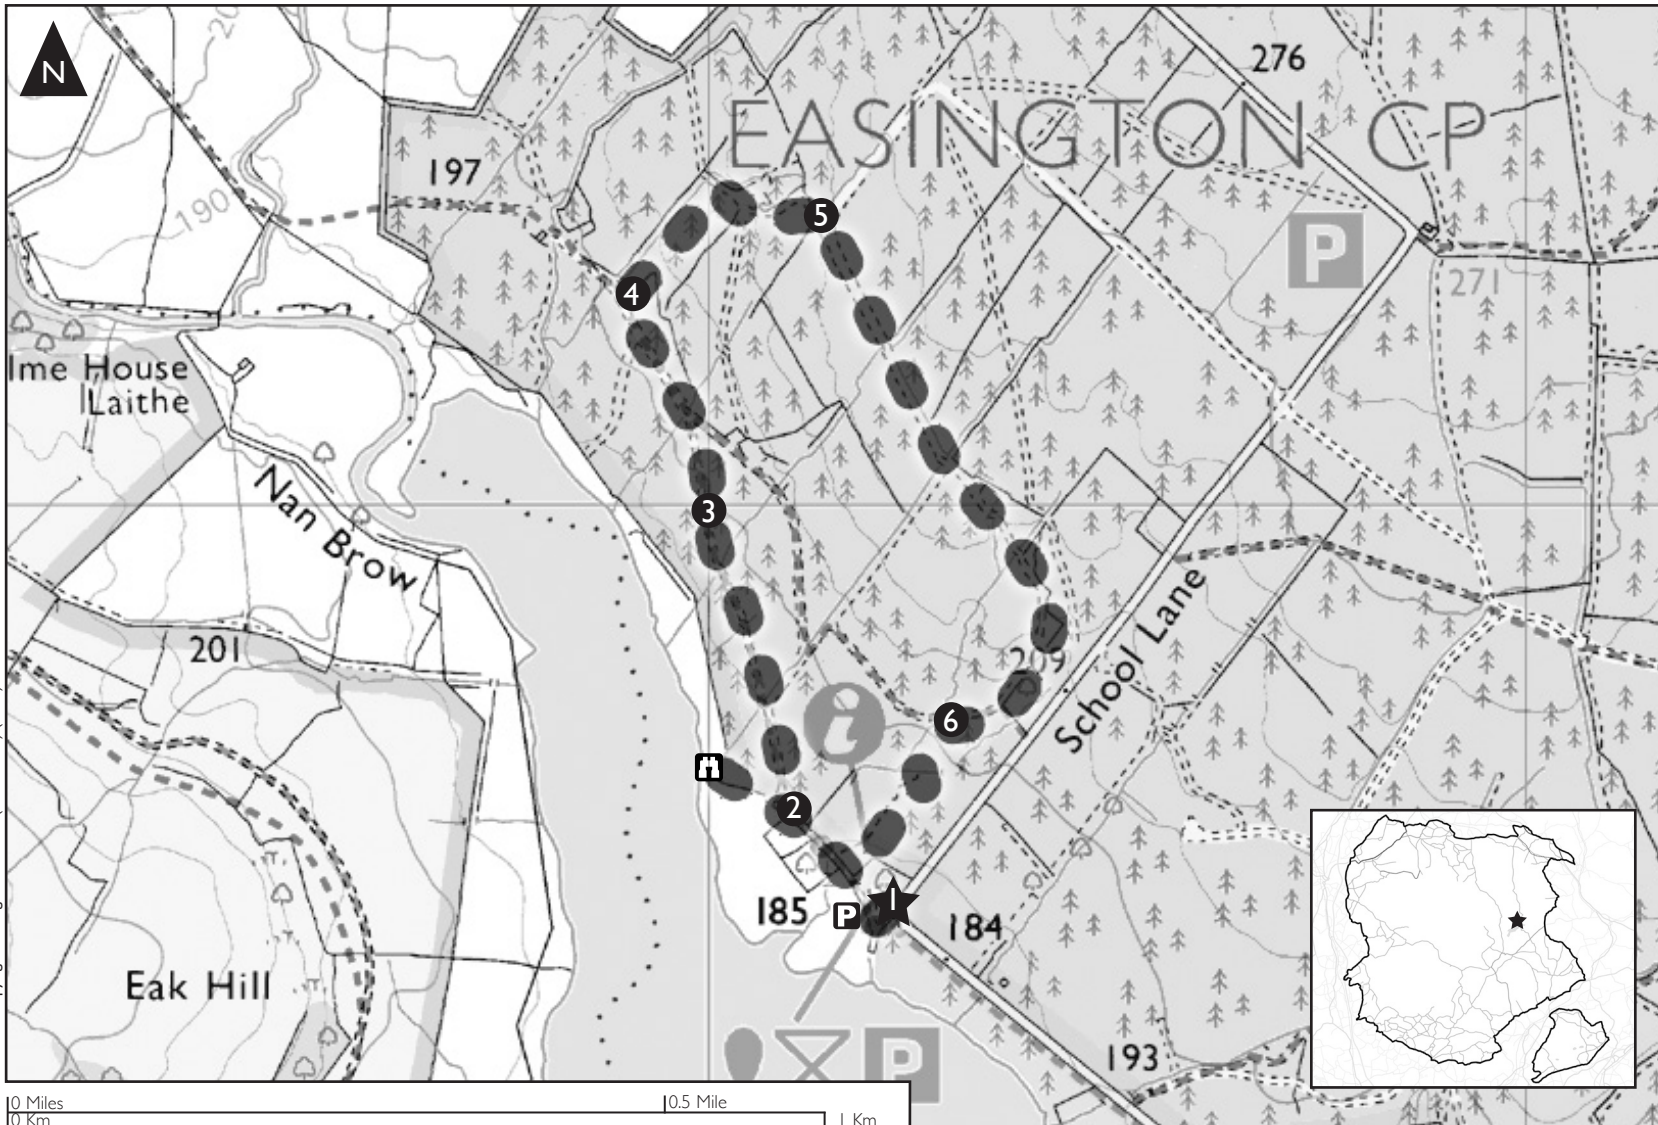 N
276
EASINGTON CP
197
190
5
P
271
4
lme House
Laithe
3
Nan Brow
201
School Lane
209
i
6
2
1
185
P
184
Eak Hill
P
193
0 Miles
0.5 Mile
0 Km
1 Km